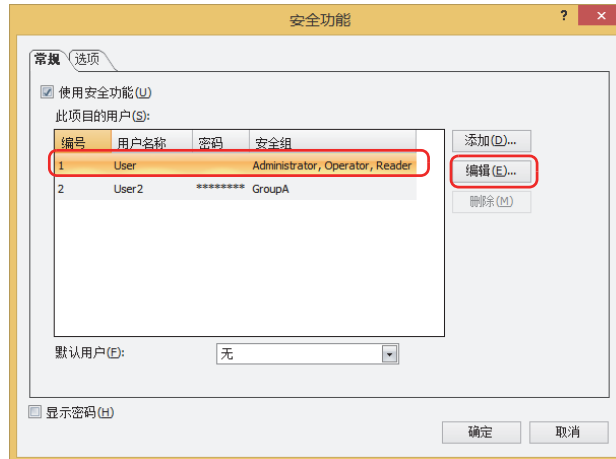 安全功能
? ×
常规 选项
使用安全功能(U)
此项目的用户(S):
编号 用户名称 密码 安全组
1 User Administrator, Operator, Reader
2 User2 ******** GroupA
添加(D)...
编辑(E)...
删除(M)
默认用户(F): 无
显示密码(H)
确定 取消